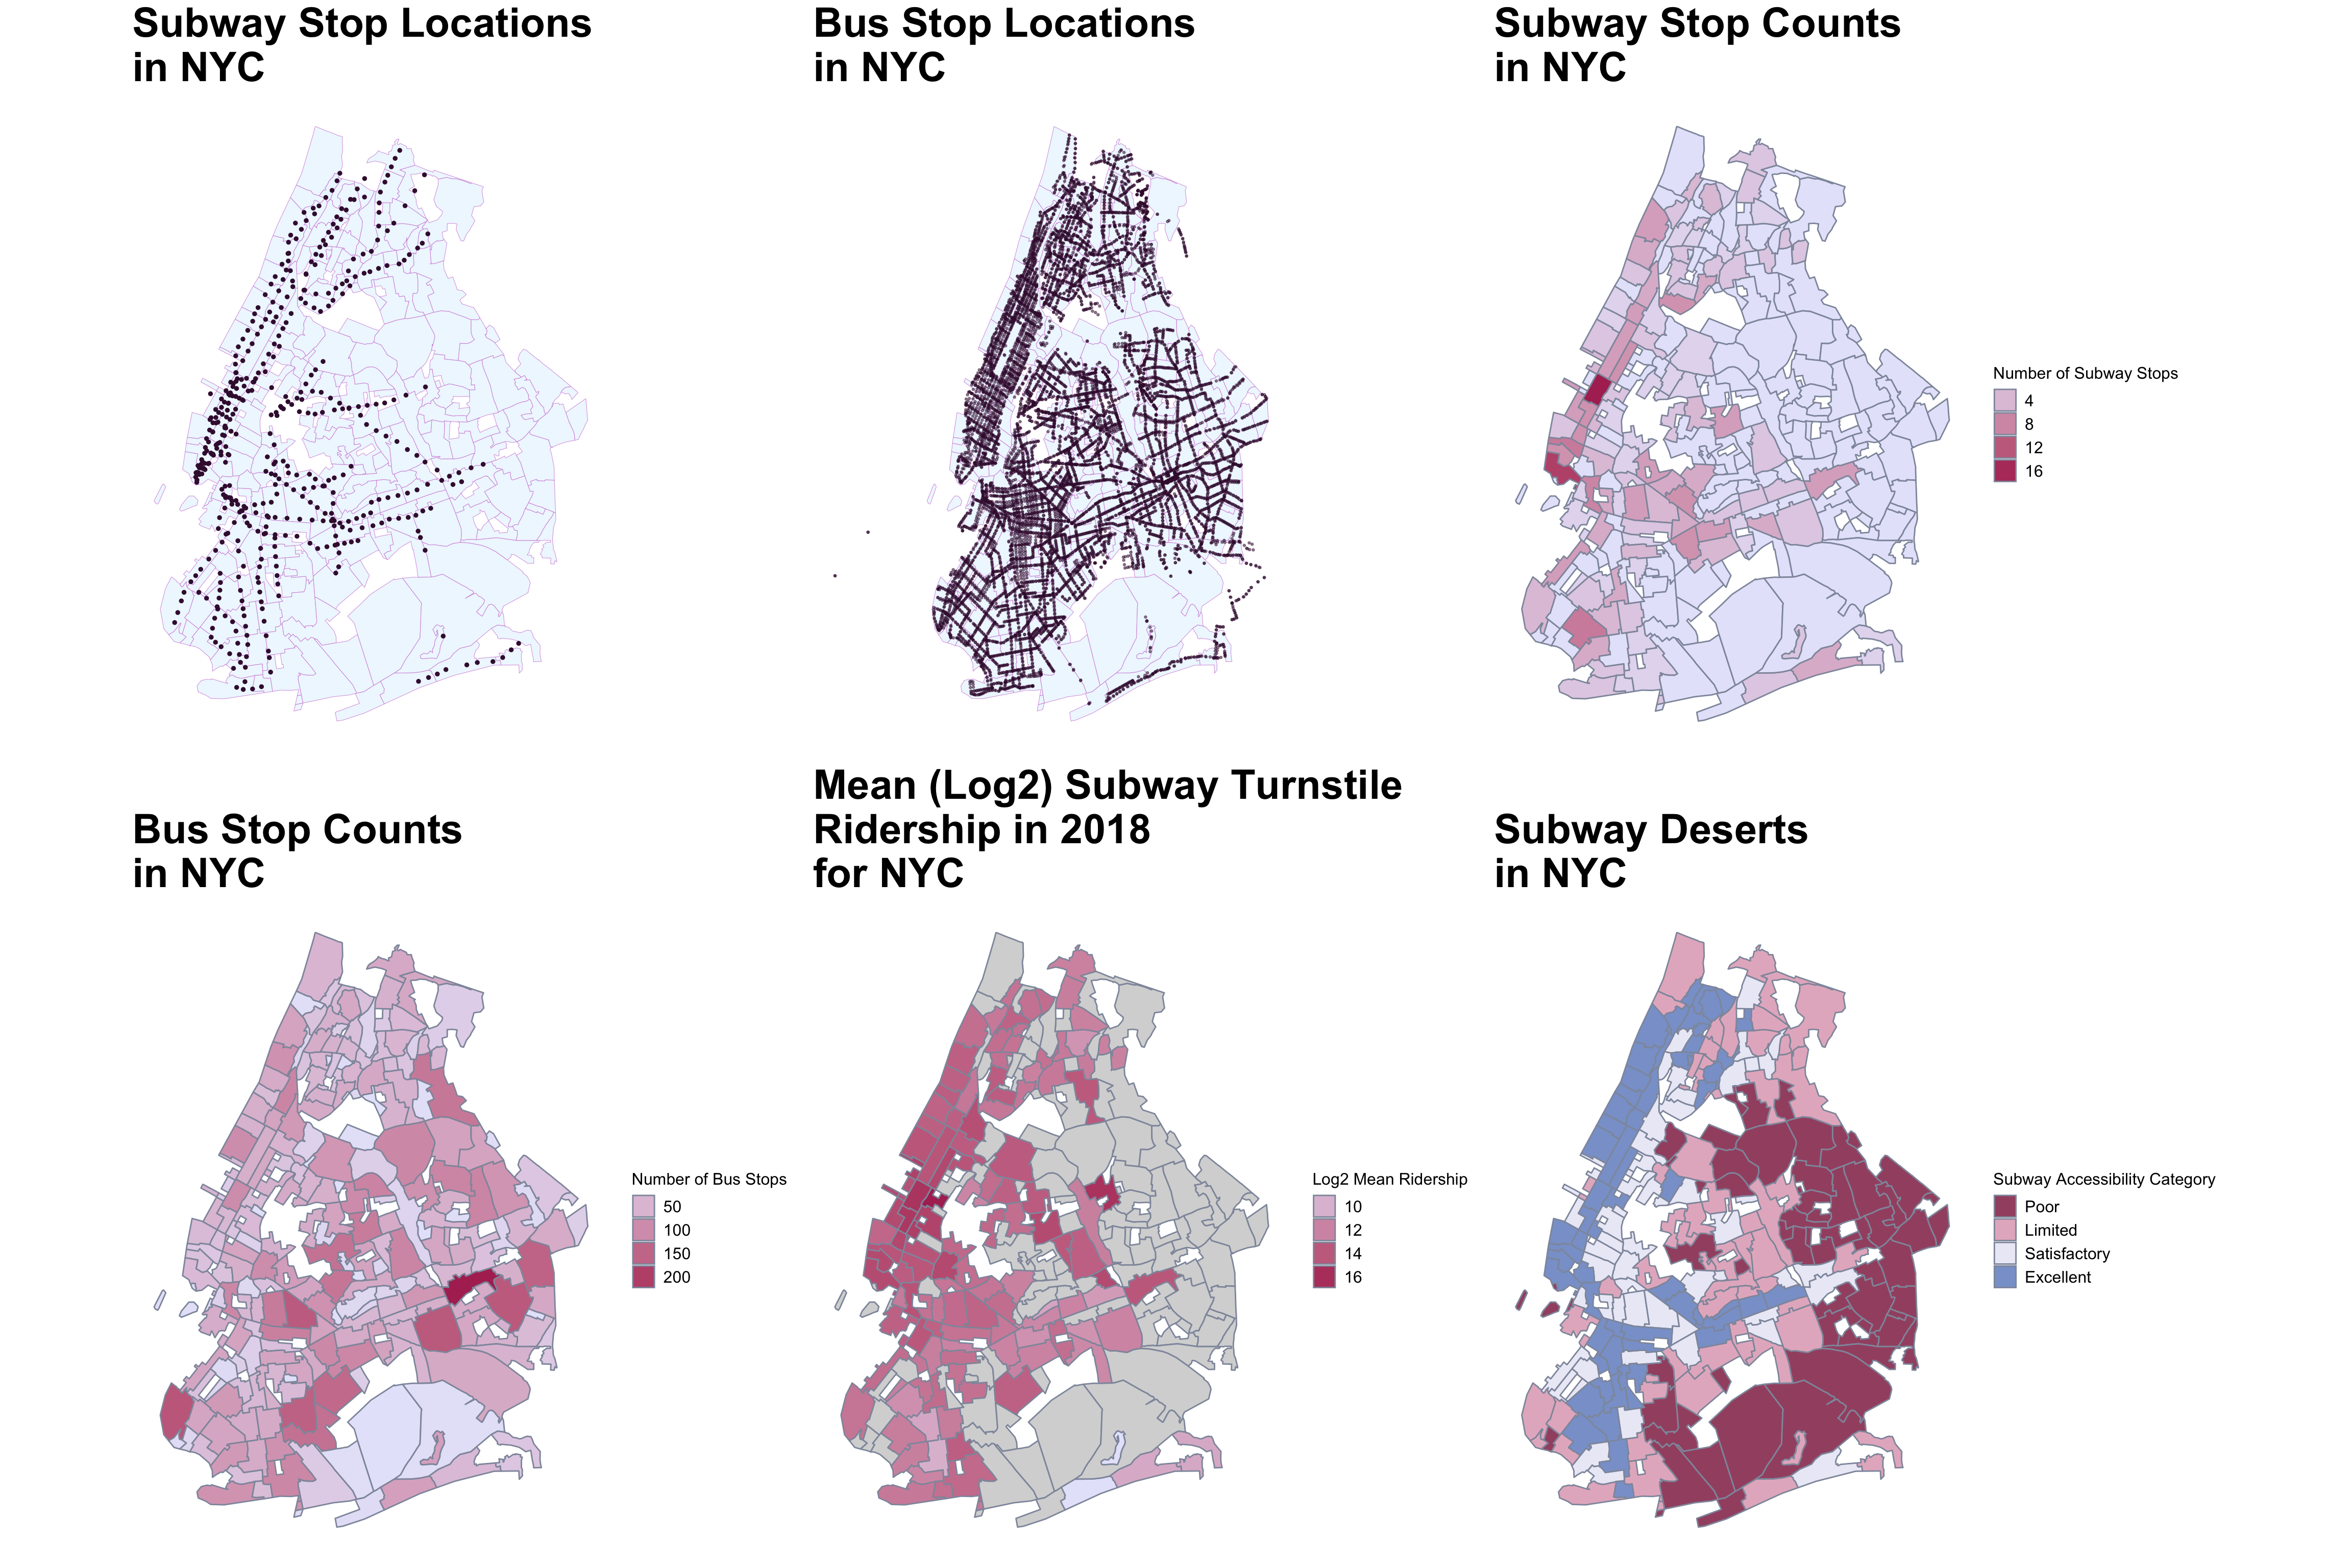 Subway Stop Locations
in NYC
Bus Stop Locations
in NYC
Subway Stop Counts
in NYC
Number of Subway Stops
4
8
12
16
Bus Stop Counts
in NYC
Number of Bus Stops
50
100
150
200
Mean (Log2) Subway Turnstile
Ridership in 2018
for NYC
Log2 Mean Ridership
10
12
14
16
Subway Deserts
in NYC
Subway Accessibility Category
Poor
Limited
Satisfactory
Excellent